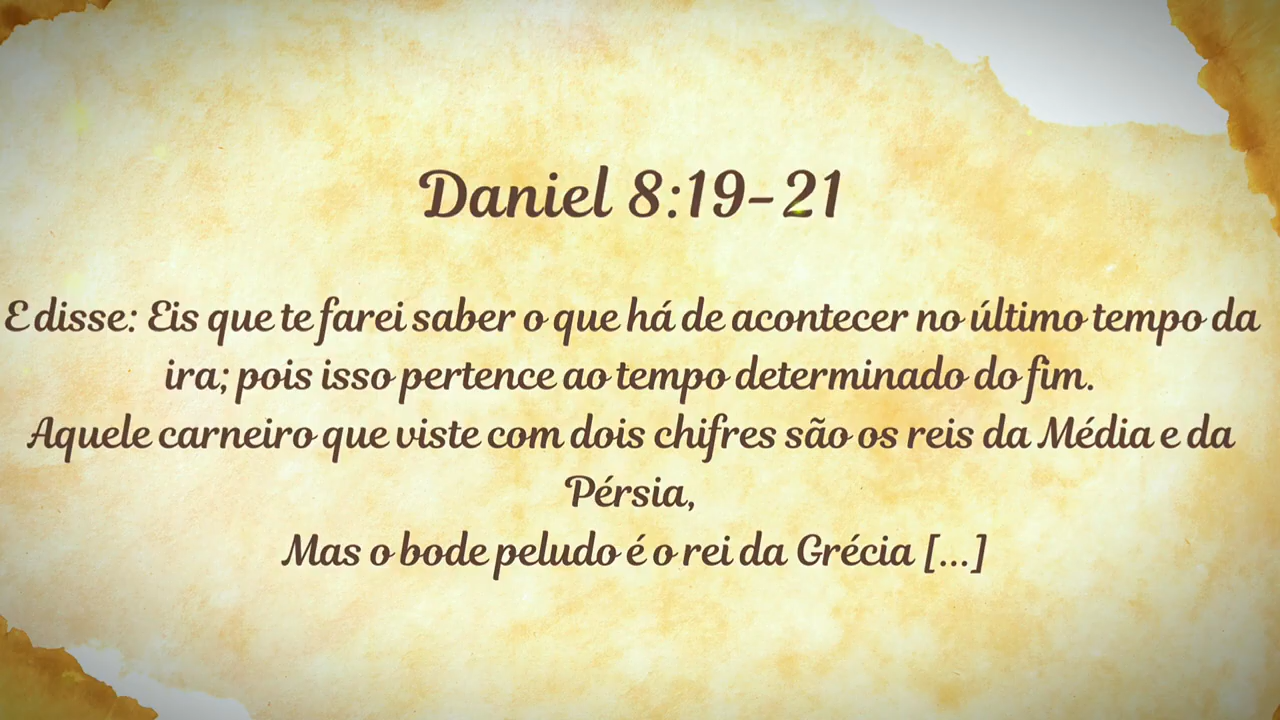 Daniel 8:19-21
E disse: Eis que te farei saber o que há de acontecer no último tempo da
ira; pois isso pertence ao tempo determinado do fim.
Aquele carneiro que viste com dois chifres são os reis da Média e da
Pérsia,
Mas o bode peludo é o rei da Grécia [...]